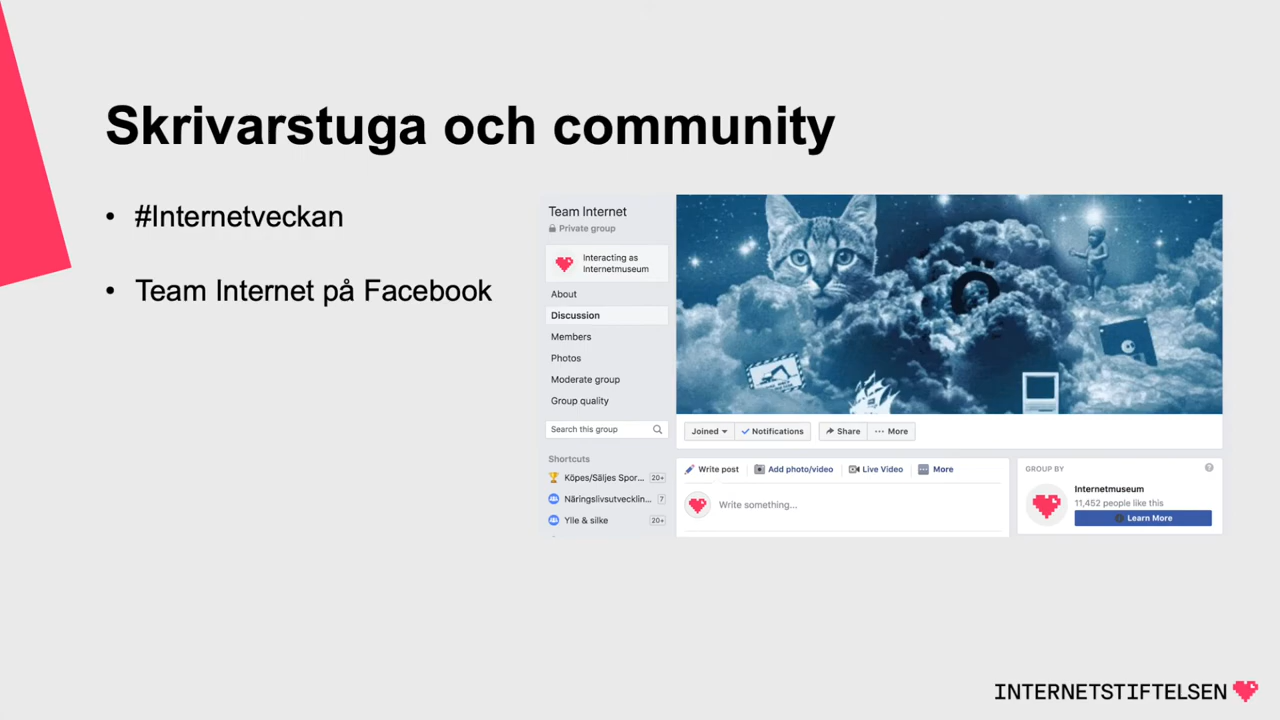 Skrivarstuga och community
• #Internetveckan
• Team Internet på Facebook
Team Internet
Private group
Interacting as
Internetmuseum
About
Discussion
Members
Photos
Moderate group
Group quality
Search this group
Shortcuts
Köpes/Säljes Spor... 20+
Näringslivsutvecklin... 7
Ylle & silke 20+
Ö
Joined Notifications Share ··· More
Write post Add photo/video Live Video More
Write something...
GROUP BY
Internetmuseum
11,452 people like this
Learn More
INTERNETSTIFTELSEN